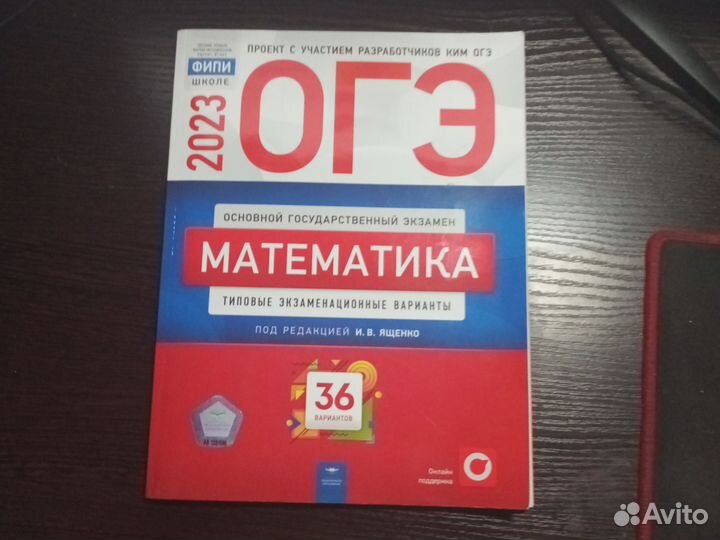 ПРОЕКТ С УЧАСТИЕМ РАЗРАБОТЧИКОВ КИМ ОГЭ
ФИПИ
ШКОЛЕ
2023
ОГЭ
ОСНОВНОЙ ГОСУДАРСТВЕННЫЙ ЭКЗАМЕН
МАТЕМАТИКА
ТИПОВЫЕ ЭКЗАМЕНАЦИОННЫЕ ВАРИАНТЫ
ПОД РЕДАКЦИЕЙ И. В. ЯЩЕНКО
36
ВАРИАНТОВ
Онлайн
поддержка
Avito